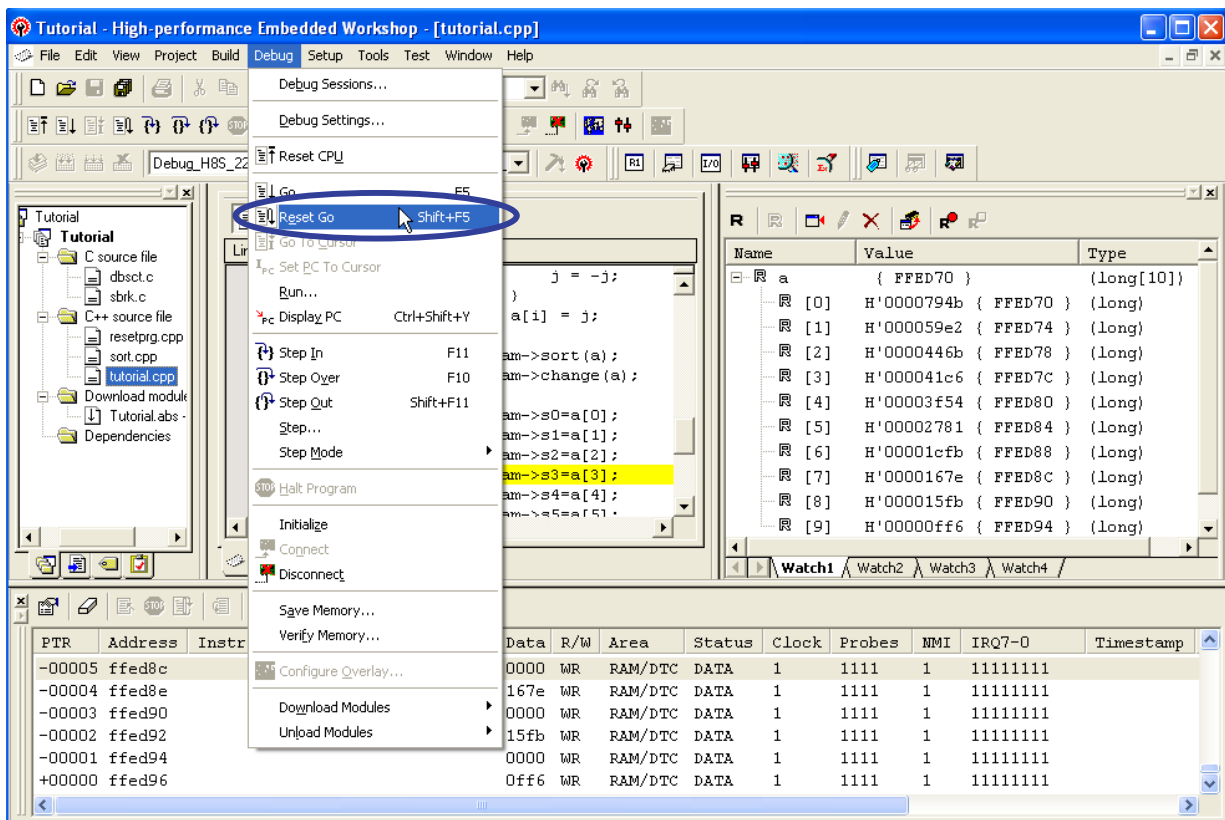 Tutorial - High-performance Embedded Workshop - [tutorial.cpp]
File Edit View Project Build Debug Setup Tools Test Window Help
Debug Sessions...
Debug Settings...
Reset CPU
Go F5
Reset Go Shift+F5
Go To Cursor
Set PC To Cursor
Run...
Display PC Ctrl+Shift+Y
Step In F11
Step Over F10
Step Out Shift+F11
Step...
Step Mode
STOP Halt Program
Initialize
Connect
Disconnect
Save Memory...
Verify Memory...
Configure Overlay...
Download Modules
Unload Modules
Debug_H8S_22
Tutorial
Tutorial
C source file
dbsct.c
sbrk.c
C++ source file
resetprg.cpp
sort.cpp
tutorial.cpp
Download module
Tutorial.abs -
Dependencies
Lin
j = -j;
}
a[i] = j;
am->sort(a);
am->change(a);
am->s0=a[0];
am->s1=a[1];
am->s2=a[2];
am->s3=a[3];
am->s4=a[4];
am->s5=a[5];
Name Value Type
R a { FFED70 } (long[10])
R [0] H'0000794b { FFED70 } (long)
R [1] H'000059e2 { FFED74 } (long)
R [2] H'0000446b { FFED78 } (long)
R [3] H'000041c6 { FFED7C } (long)
R [4] H'00003f54 { FFED80 } (long)
R [5] H'00002781 { FFED84 } (long)
R [6] H'00001cfb { FFED88 } (long)
R [7] H'0000167e { FFED8C } (long)
R [8] H'000015fb { FFED90 } (long)
R [9] H'00000ff6 { FFED94 } (long)
Watch1 Watch2 Watch3 Watch4
PTR Address Instr Data R/W Area Status Clock Probes NMI IRQ7-0 Timestamp
-00005 ffed8c 0000 WR RAM/DTC DATA 1 1111 1 11111111
-00004 ffed8e 167e WR RAM/DTC DATA 1 1111 1 11111111
-00003 ffed90 0000 WR RAM/DTC DATA 1 1111 1 11111111
-00002 ffed92 15fb WR RAM/DTC DATA 1 1111 1 11111111
-00001 ffed94 0000 WR RAM/DTC DATA 1 1111 1 11111111
+00000 ffed96 0ff6 WR RAM/DTC DATA 1 1111 1 11111111